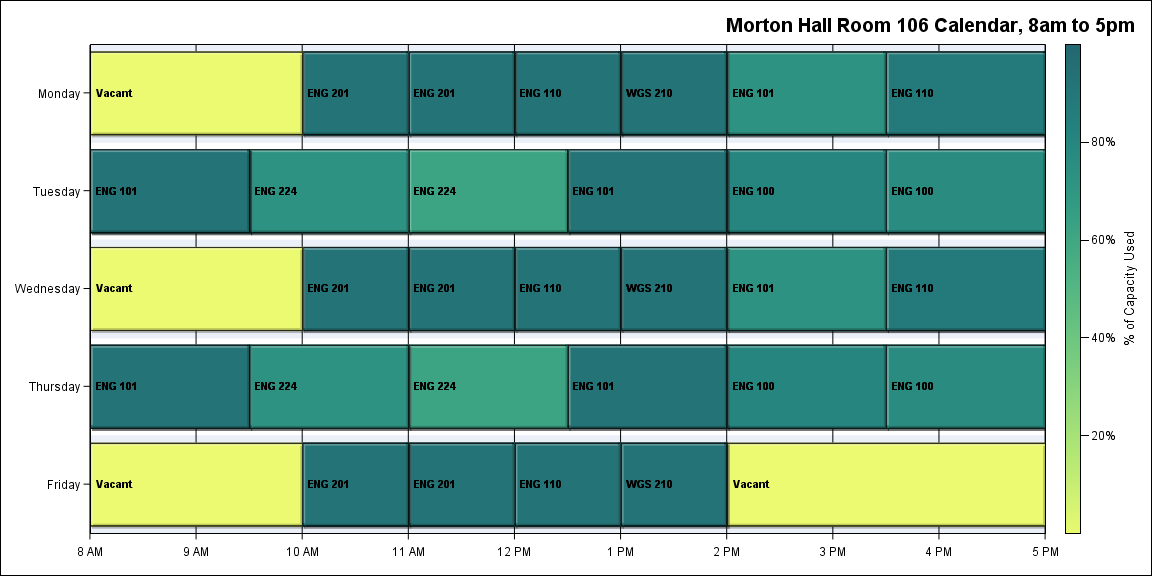 Morton Hall Room 106 Calendar, 8am to 5pm
Monday
Vacant
ENG 201
ENG 201
ENG 110
WGS 210
ENG 101
ENG 110
Tuesday
ENG 101
ENG 224
ENG 224
ENG 101
ENG 100
ENG 100
Wednesday
Vacant
ENG 201
ENG 201
ENG 110
WGS 210
ENG 101
ENG 110
Thursday
ENG 101
ENG 224
ENG 224
ENG 101
ENG 100
ENG 100
Friday
Vacant
ENG 201
ENG 201
ENG 110
WGS 210
Vacant
8 AM
9 AM
10 AM
11 AM
12 PM
1 PM
2 PM
3 PM
4 PM
5 PM
80%
60%
40%
20%
% of Capacity Used